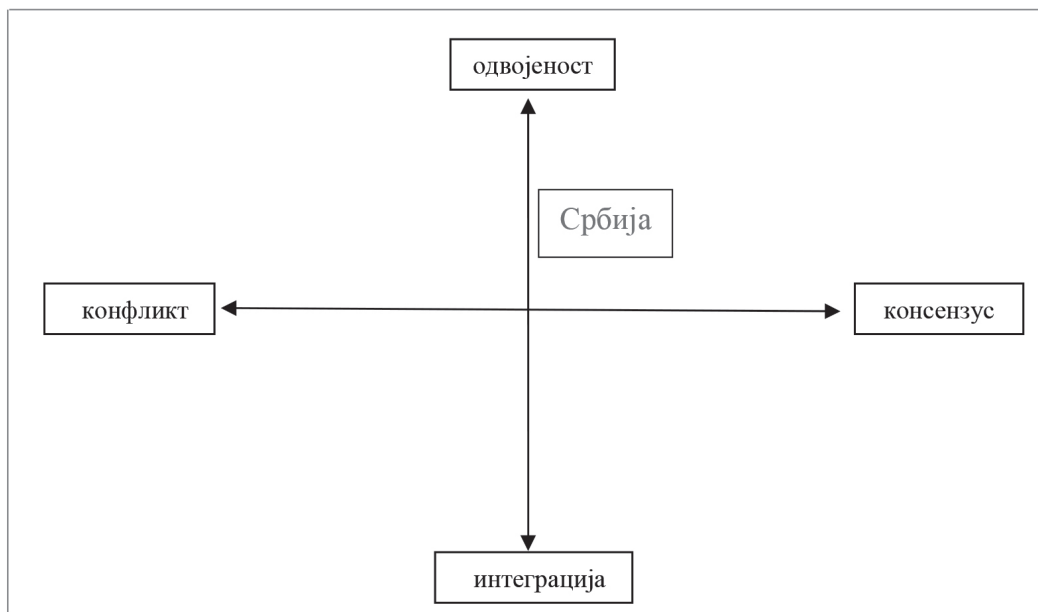 одвојеност
Србија
конфликт
консензус
интеграција